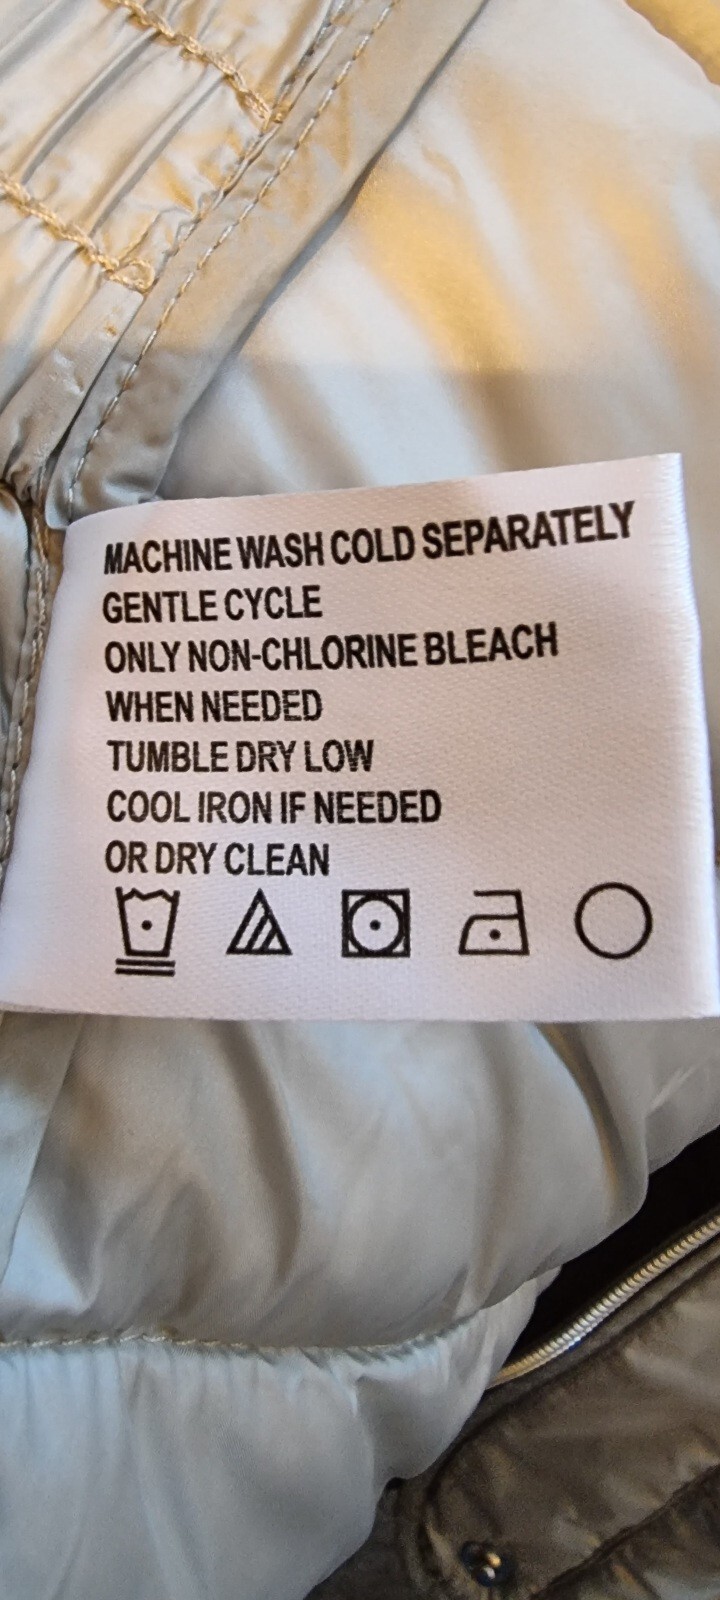 MACHINE WASH COLD SEPARATELY
GENTLE CYCLE
ONLY NON-CHLORINE BLEACH
WHEN NEEDED
TUMBLE DRY LOW
COOL IRON IF NEEDED
OR DRY CLEAN